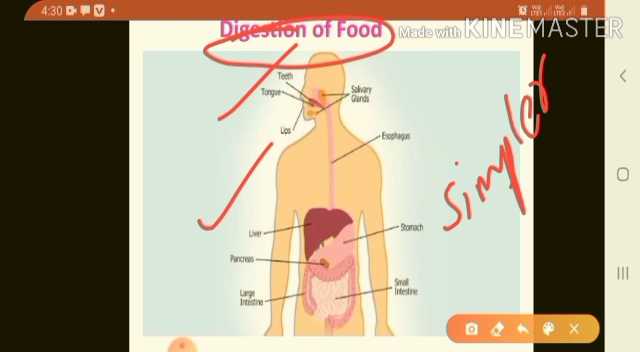 4:30
Digestion of Food
Made with KINEMASTER
Teeth
Tongue
Salivary
Glands
Lips
Esophagus
simpler
Liver
Stomach
Pancreas
Large
Intestine
Small
Intestine